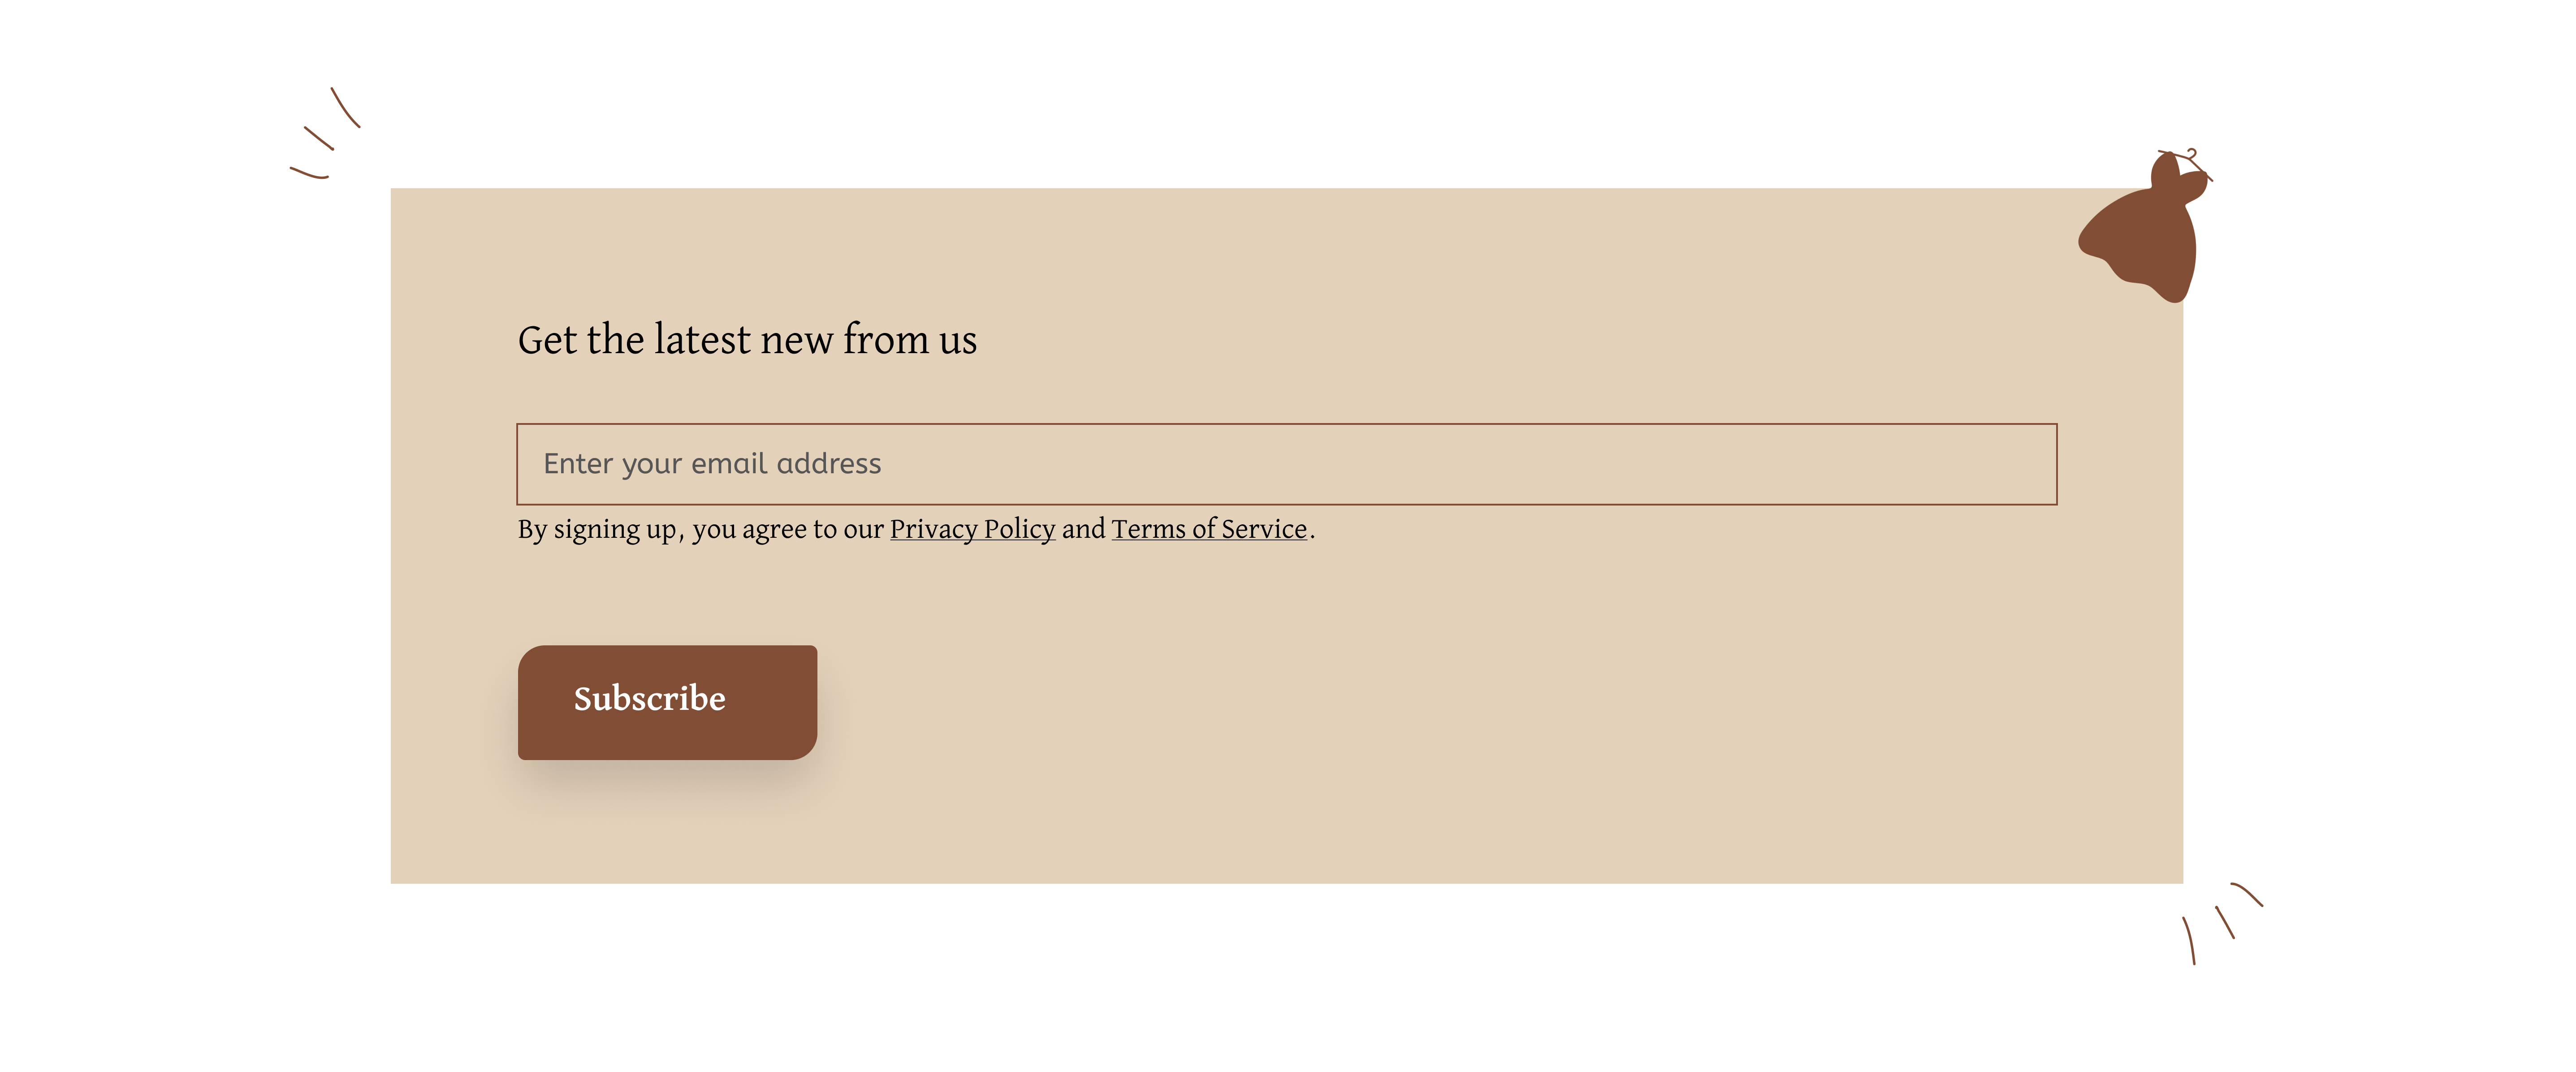 Get the latest new from us
Enter your email address
By signing up, you agree to our Privacy Policy and Terms of Service.
Subscribe